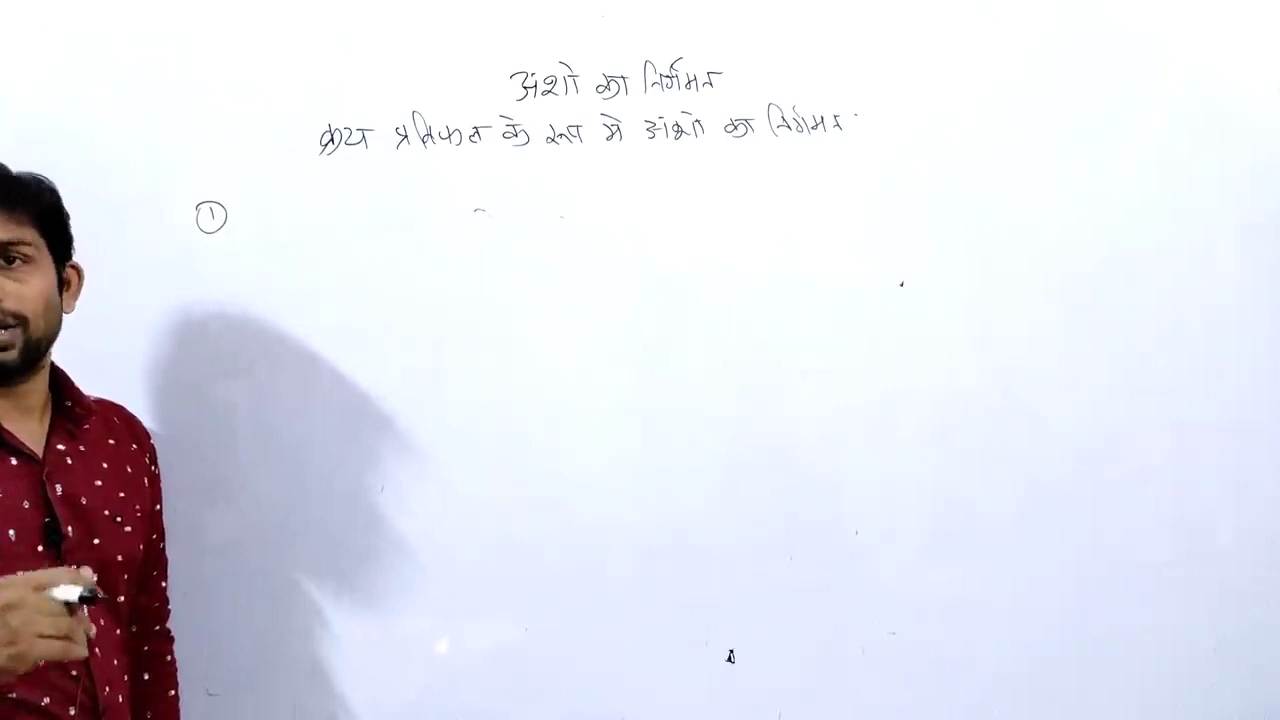 अंशो का निर्गमन
क्रय प्रतिफल के रूप मे अंशो का निर्गमन
1